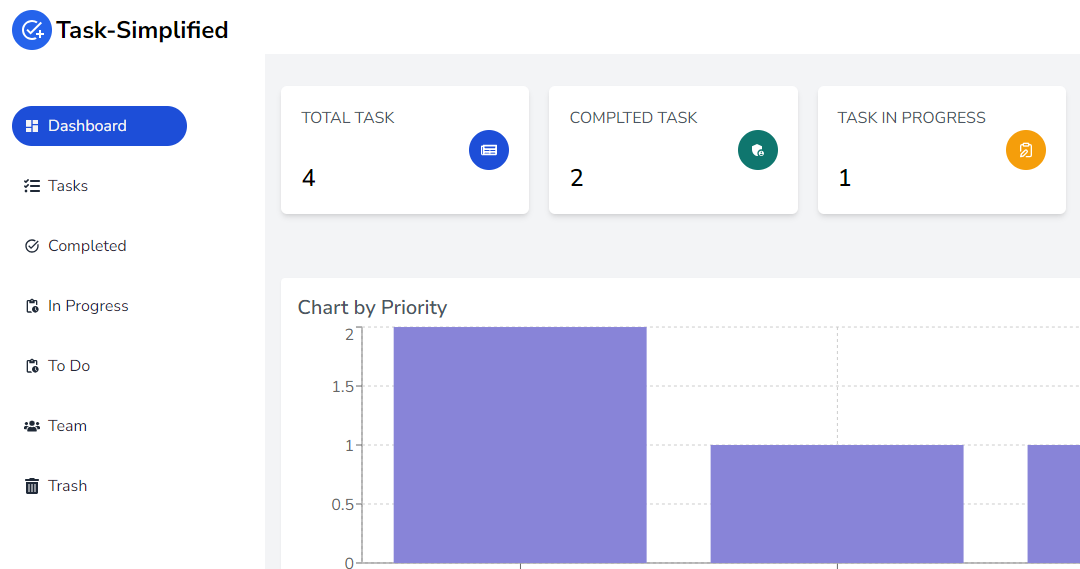 Task-Simplified
Dashboard
Tasks
Completed
In Progress
To Do
Team
Trash
TOTAL TASK
4
COMPLTED TASK
2
TASK IN PROGRESS
1
Chart by Priority
2
1.5
1
0.5
0